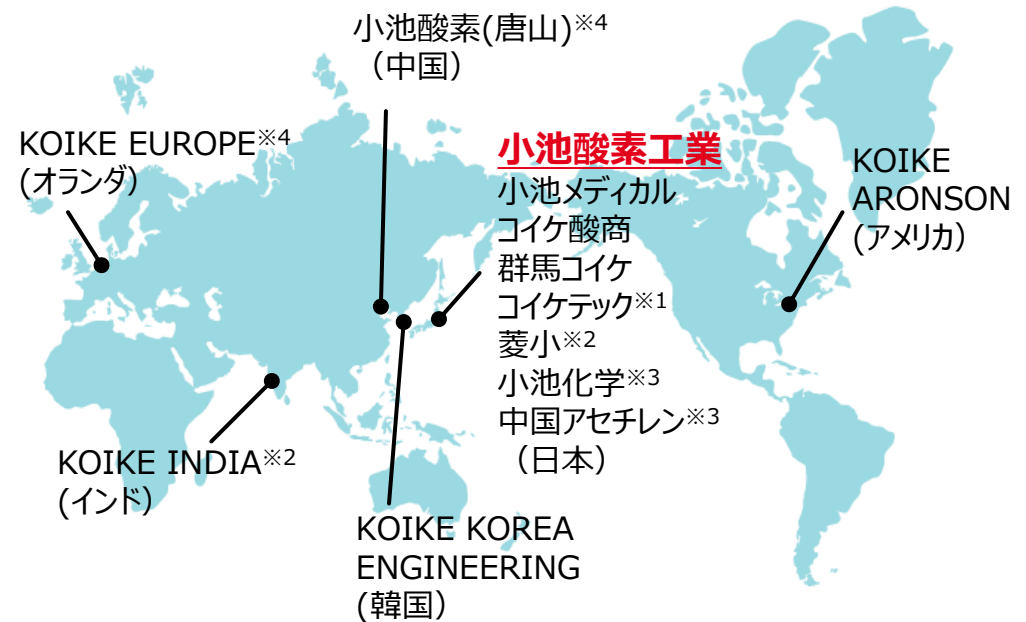 小池酸素(唐山)※4
（中国）
KOIKE EUROPE※4
(オランダ)
小池酸素工業
小池メディカル
コイケ酸商
群馬コイケ
コイケテック※1
菱小※2
小池化学※3
中国アセチレン※3
（日本）
KOIKE
ARONSON
(アメリカ)
KOIKE INDIA※2
(インド)
KOIKE KOREA
ENGINEERING
(韓国)